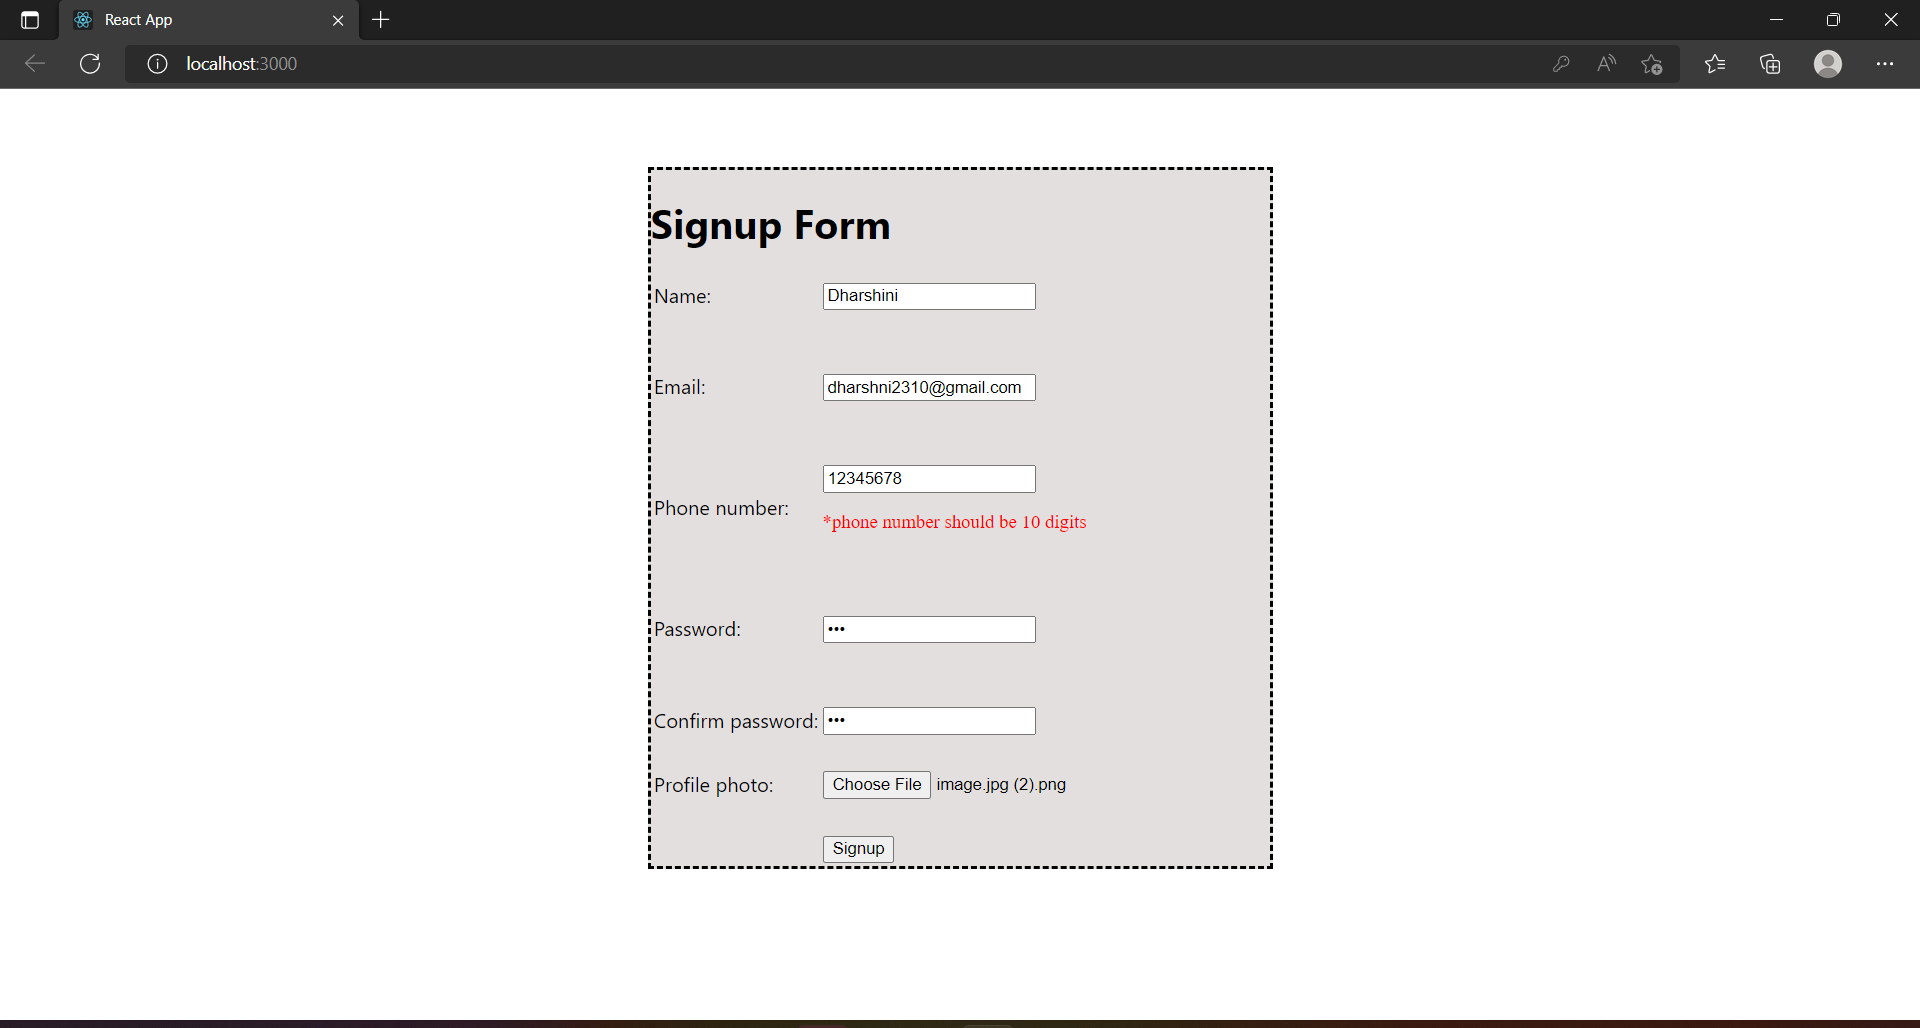 React App
localhost:3000
Signup Form
Name: Dharshini
Email: dharshni2310@gmail.com
12345678
Phone number:
*phone number should be 10 digits
Password: •••
Confirm password: •••
Profile photo: Choose File image.jpg (2).png
Signup